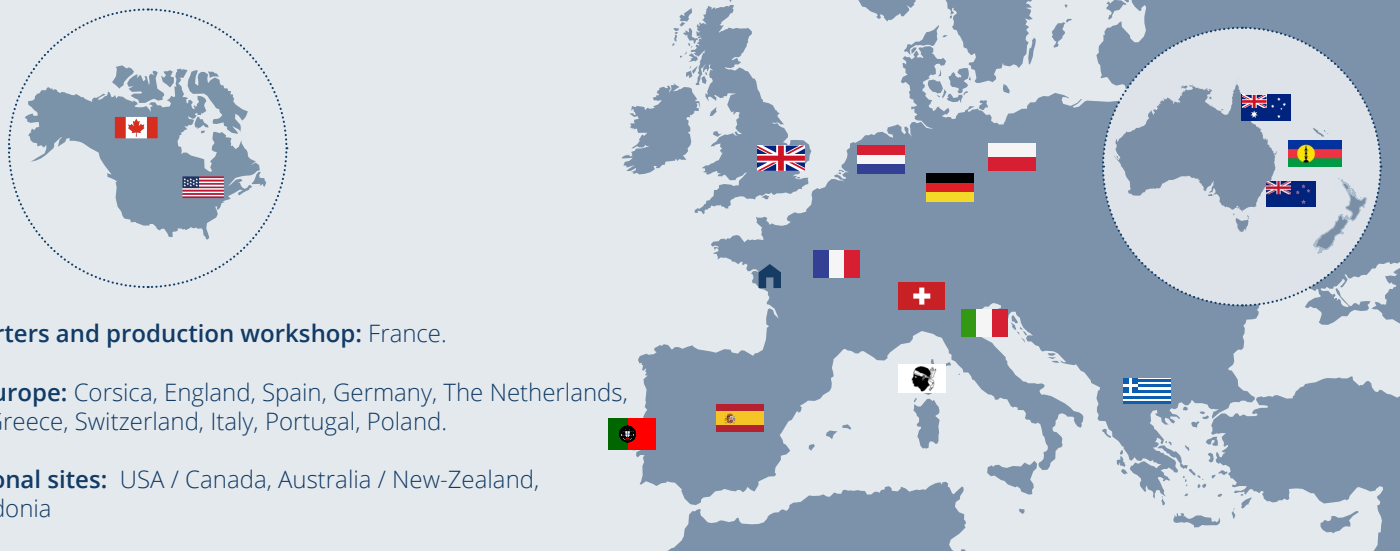 rters and production workshop: France.
urope: Corsica, England, Spain, Germany, The Netherlands,
Greece, Switzerland, Italy, Portugal, Poland.
onal sites: USA / Canada, Australia / New-Zealand,
donia